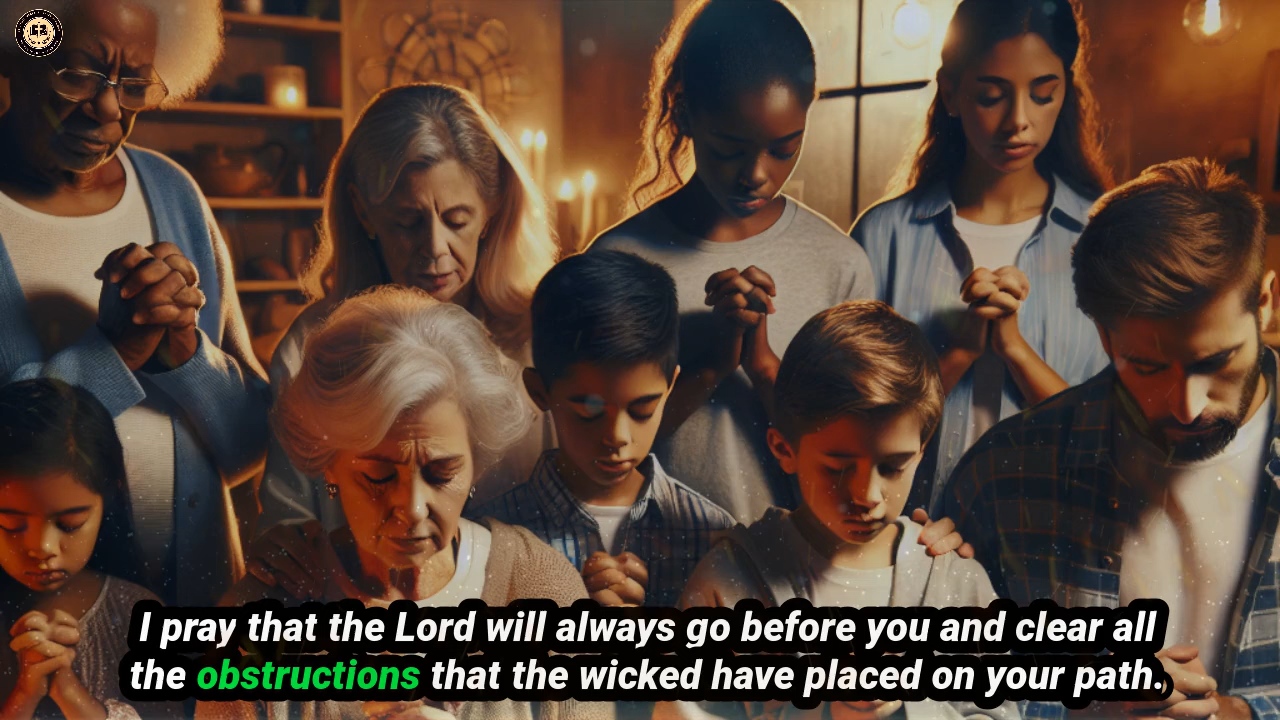 I pray that the Lord will always go before you and clear all
the obstructions that the wicked have placed on your path.